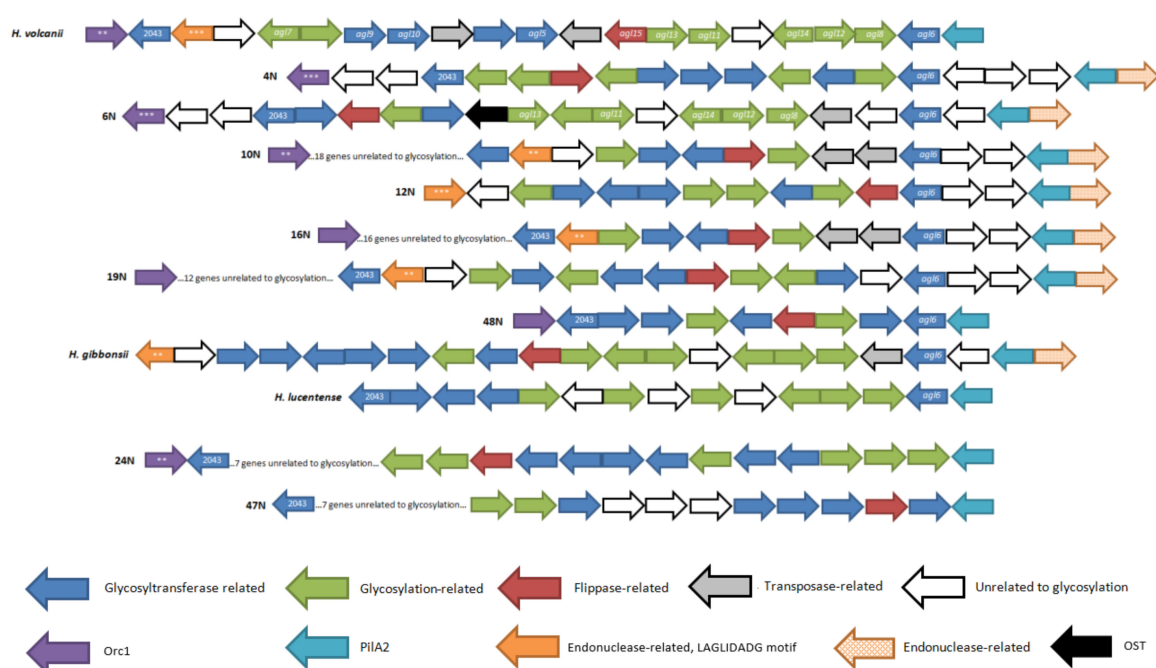 H. volcanii ** 2043 *** agl7 agl9 agl10 agl5 agl15 agl13 agl11 agl14 agl12 agl8 agl6
4N *** 2043 agl6
6N *** 2043 agl13 agl11 agl14 agl12 agl8 agl6
10N ** ...18 genes unrelated to glycosylation... ** agl6
12N *** agl6
16N ...16 genes unrelated to glycosylation... 2043 ** agl6
19N ...12 genes unrelated to glycosylation... 2043 ** agl6
48N 2043 agl6
H. gibbonsii ** agl6
H. lucentense 2043 agl6
24N ** 2043 ...7 genes unrelated to glycosylation...
47N 2043 ...7 genes unrelated to glycosylation...
Glycosyltransferase related Glycosylation-related Flippase-related Transposase-related Unrelated to glycosylation
Orc1 PilA2 Endonuclease-related, LAGLIDADG motif Endonuclease-related OST